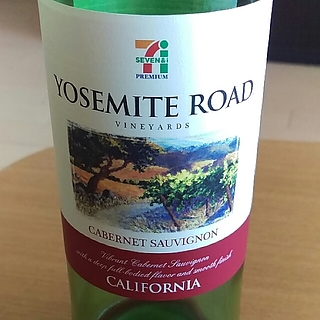 7
SEVEN&i
PREMIUM
YOSEMITE ROAD
VINEYARDS
CABERNET SAUVIGNON
Vibrant Cabernet Sauvignon
with a deep full-bodied flavor and smooth finish
CALIFORNIA